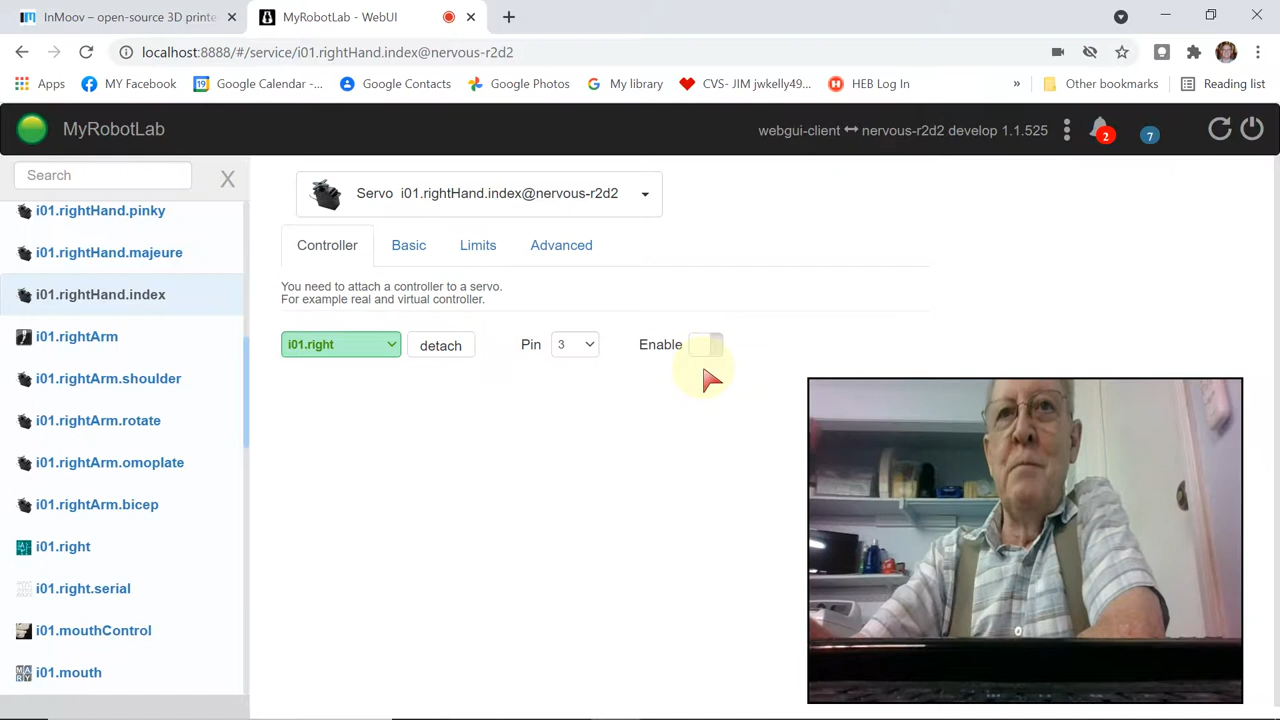 InMoov – open-source 3D printe
MyRobotLab - WebUI
localhost:8888/#/service/i01.rightHand.index@nervous-r2d2
Apps
MY Facebook
Google Calendar -...
Google Contacts
Google Photos
My library
CVS- JIM jwkelly49...
HEB Log In
»
Other bookmarks
Reading list
MyRobotLab
webgui-client ↔ nervous-r2d2 develop 1.1.525
2
7
Search
X
i01.rightHand.pinky
i01.rightHand.majeure
i01.rightHand.index
i01.rightArm
i01.rightArm.shoulder
i01.rightArm.rotate
i01.rightArm.omoplate
i01.rightArm.bicep
i01.right
i01.right.serial
i01.mouthControl
i01.mouth
Servo i01.rightHand.index@nervous-r2d2
Controller Basic Limits Advanced
You need to attach a controller to a servo.
For example real and virtual controller.
i01.right detach Pin 3 Enable